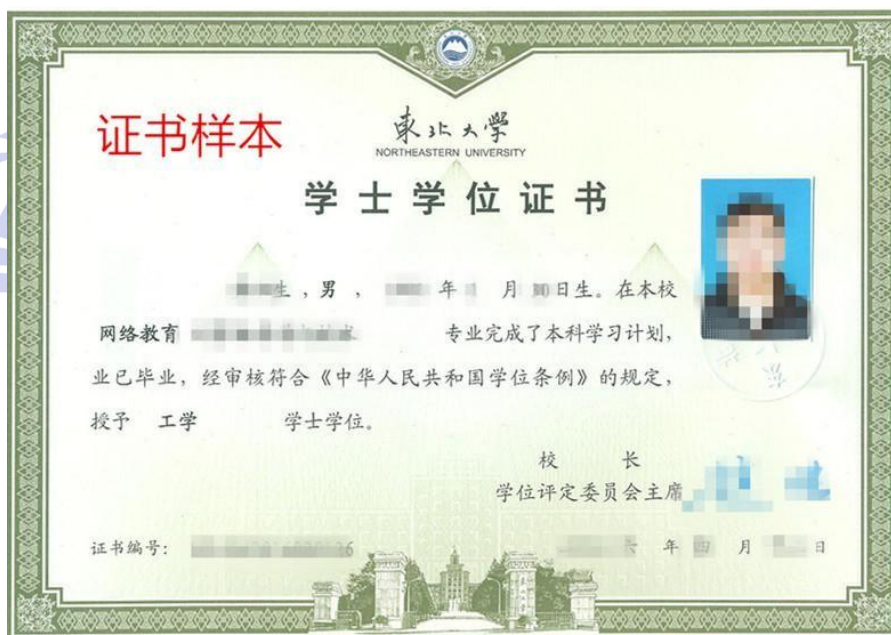 证书样本
東北大學
NORTHEASTERN UNIVERSITY
学士学位证书
生，男， 年 月 30日生。在本校
网络教育 专业完成了本科学习计划，
业已毕业，经审核符合《中华人民共和国学位条例》的规定，
授予 工学 学士学位。
校 长
学位评定委员会主席
证书编号： 六 年 四 月 日